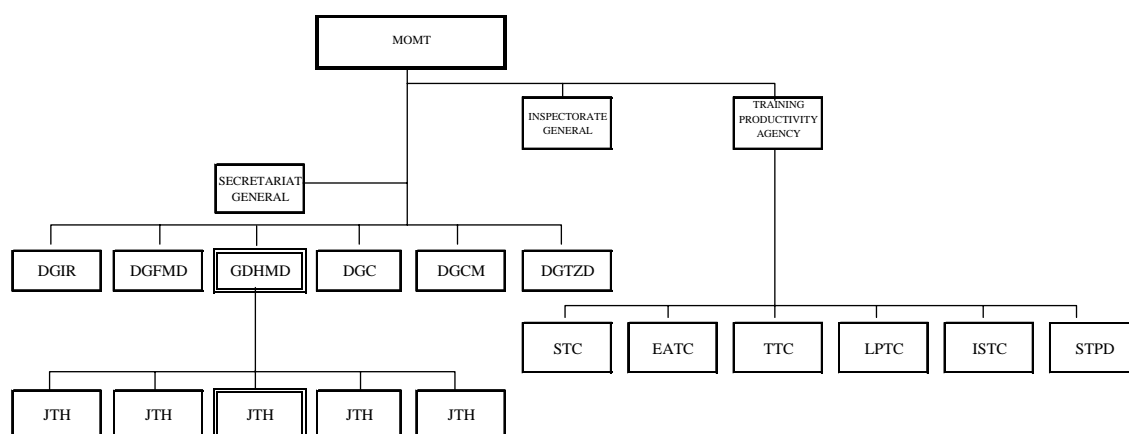 MOMT
INSPECTORATE
GENERAL
TRAINING
PRODUCTIVITY
AGENCY
SECRETARIAT
GENERAL
DGIR
DGFMD
GDHMD
DGC
DGCM
DGTZD
STC
EATC
TTC
LPTC
ISTC
STPD
JTH
JTH
JTH
JTH
JTH